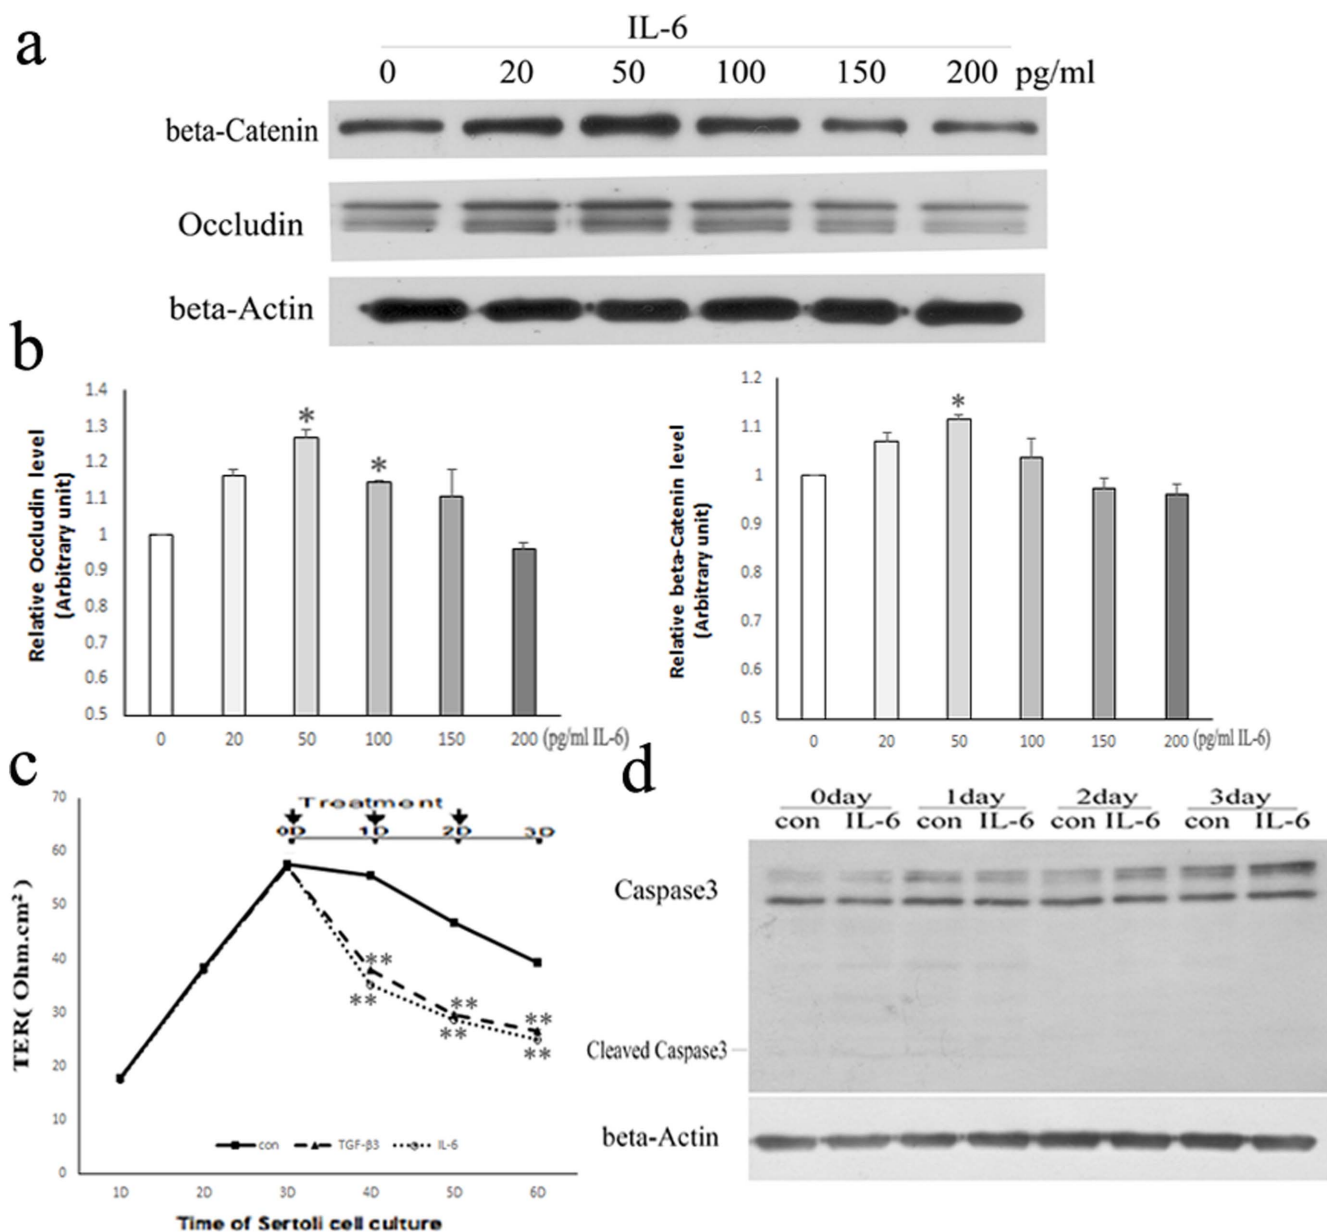 a
IL-6
0 20 50 100 150 200 pg/ml
beta-Catenin
Occludin
beta-Actin
b
Relative Occludin level
(Arbitrary unit)
1.4
1.3
1.2
1.1
1
0.9
0.8
0.7
0.6
0.5
*
*
0 20 50 100 150 200 (pg/ml IL-6)
Relative beta-Catenin level
(Arbitrary unit)
1.2
1.1
1
0.9
0.8
0.7
0.6
0.5
*
0 20 50 100 150 200 (pg/ml IL-6)
c
TER( Ohm.cm²)
70
60
50
40
30
20
10
0
Treatment
0D 1D 2D 3D
**
**
**
**
**
**
con TGF-β3 IL-6
10 20 30 40 50 60
Time of Sertoli cell culture
d
0day 1day 2day 3day
con IL-6 con IL-6 con IL-6 con IL-6
Caspase3
Cleaved Caspase3
beta-Actin